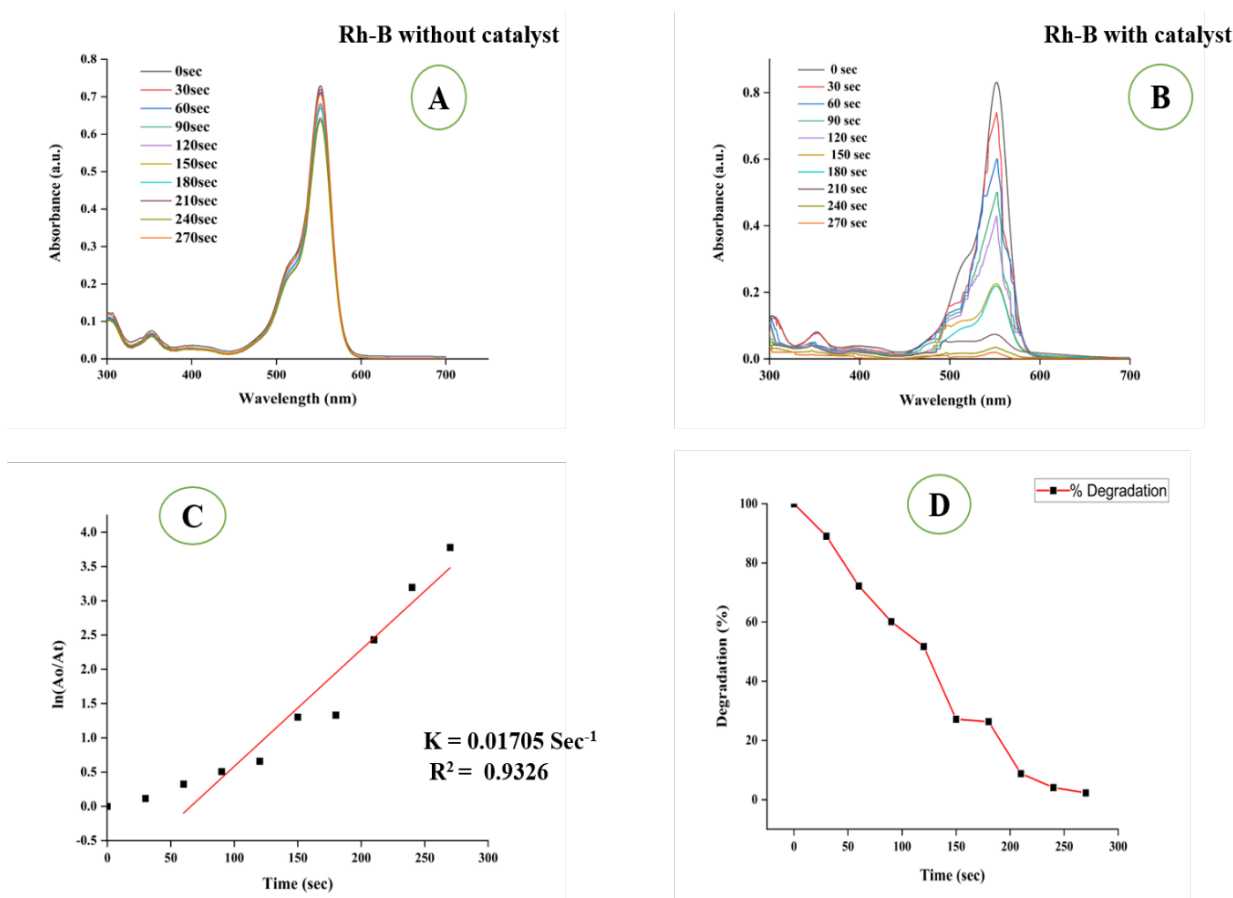 Rh-B without catalyst
A
0sec
30sec
60sec
90sec
120sec
150sec
180sec
210sec
240sec
270sec
Absorbance (a.u.)
0.8
0.7
0.6
0.5
0.4
0.3
0.2
0.1
0.0
300 400 500 600 700
Wavelength (nm)
Rh-B with catalyst
B
0 sec
30 sec
60 sec
90 sec
120 sec
150 sec
180 sec
210 sec
240 sec
270 sec
Absorbance (a.u.)
0.8
0.6
0.4
0.2
0.0
300 400 500 600 700
Wavelength (nm)
C
ln(Ao/At)
4.0
3.5
3.0
2.5
2.0
1.5
1.0
0.5
0.0
-0.5
K = 0.01705 Sec⁻¹
R² = 0.9326
0 50 100 150 200 250 300
Time (sec)
D
% Degradation
Degradation (%)
100
80
60
40
20
0
0 50 100 150 200 250 300
Time (sec)